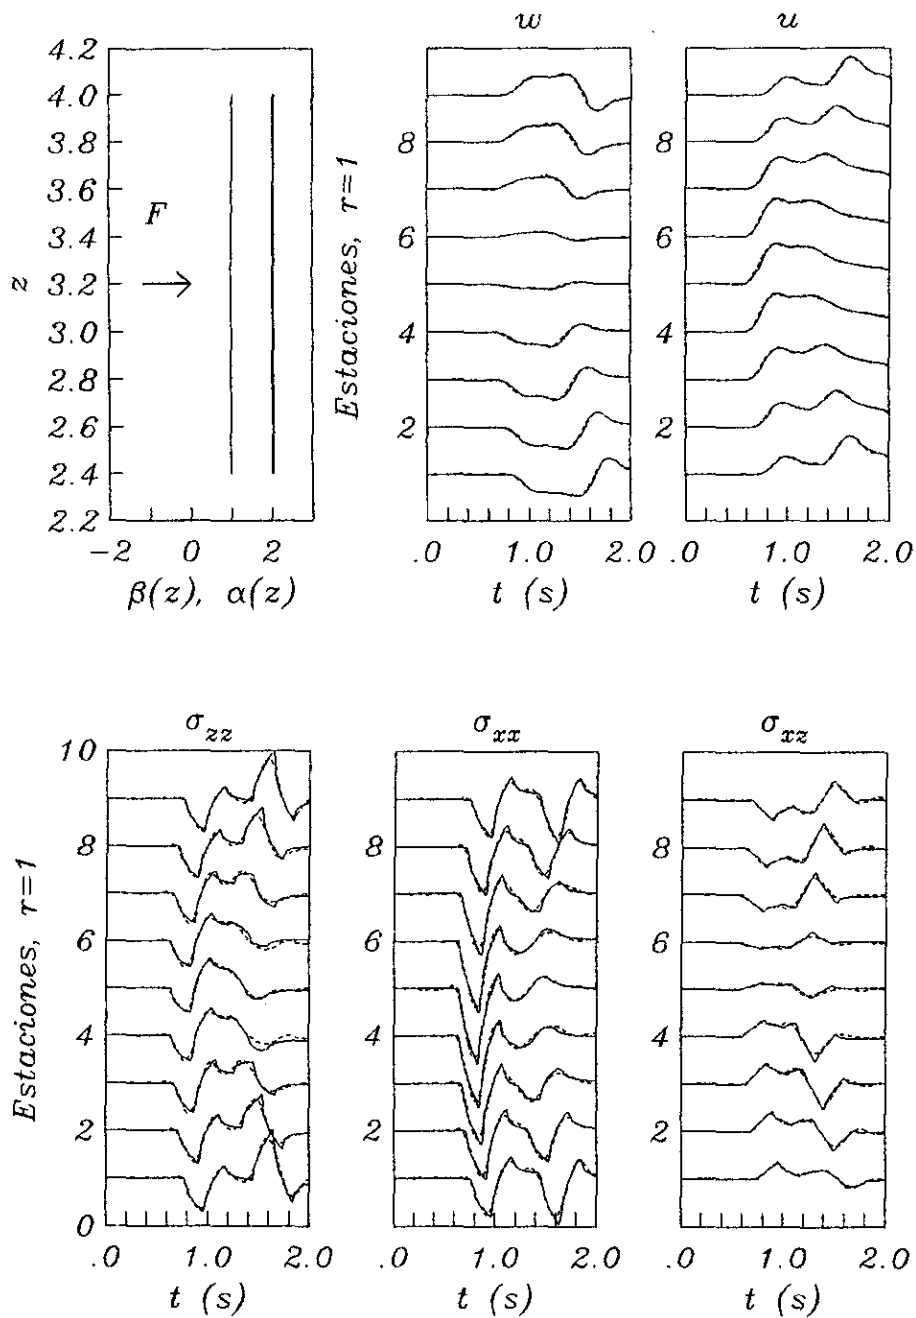 w u
4.2
4.0
3.8
3.6
3.4
3.2
3.0
2.8
2.6
2.4
2.2
z
F
-2 0 2
β(z), α(z)
Estaciones, r=1
8
6
4
2
.0 1.0 2.0
t (s)
8
6
4
2
.0 1.0 2.0
t (s)
σzz σxx σxz
Estaciones, r=1
10
8
6
4
2
0
.0 1.0 2.0
t (s)
8
6
4
2
.0 1.0 2.0
t (s)
8
6
4
2
.0 1.0 2.0
t (s)